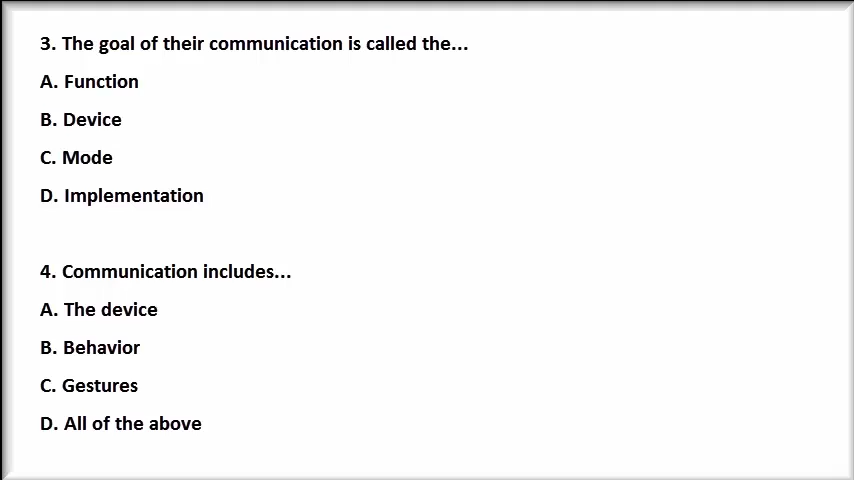 3. The goal of their communication is called the...
A. Function
B. Device
C. Mode
D. Implementation
4. Communication includes...
A. The device
B. Behavior
C. Gestures
D. All of the above